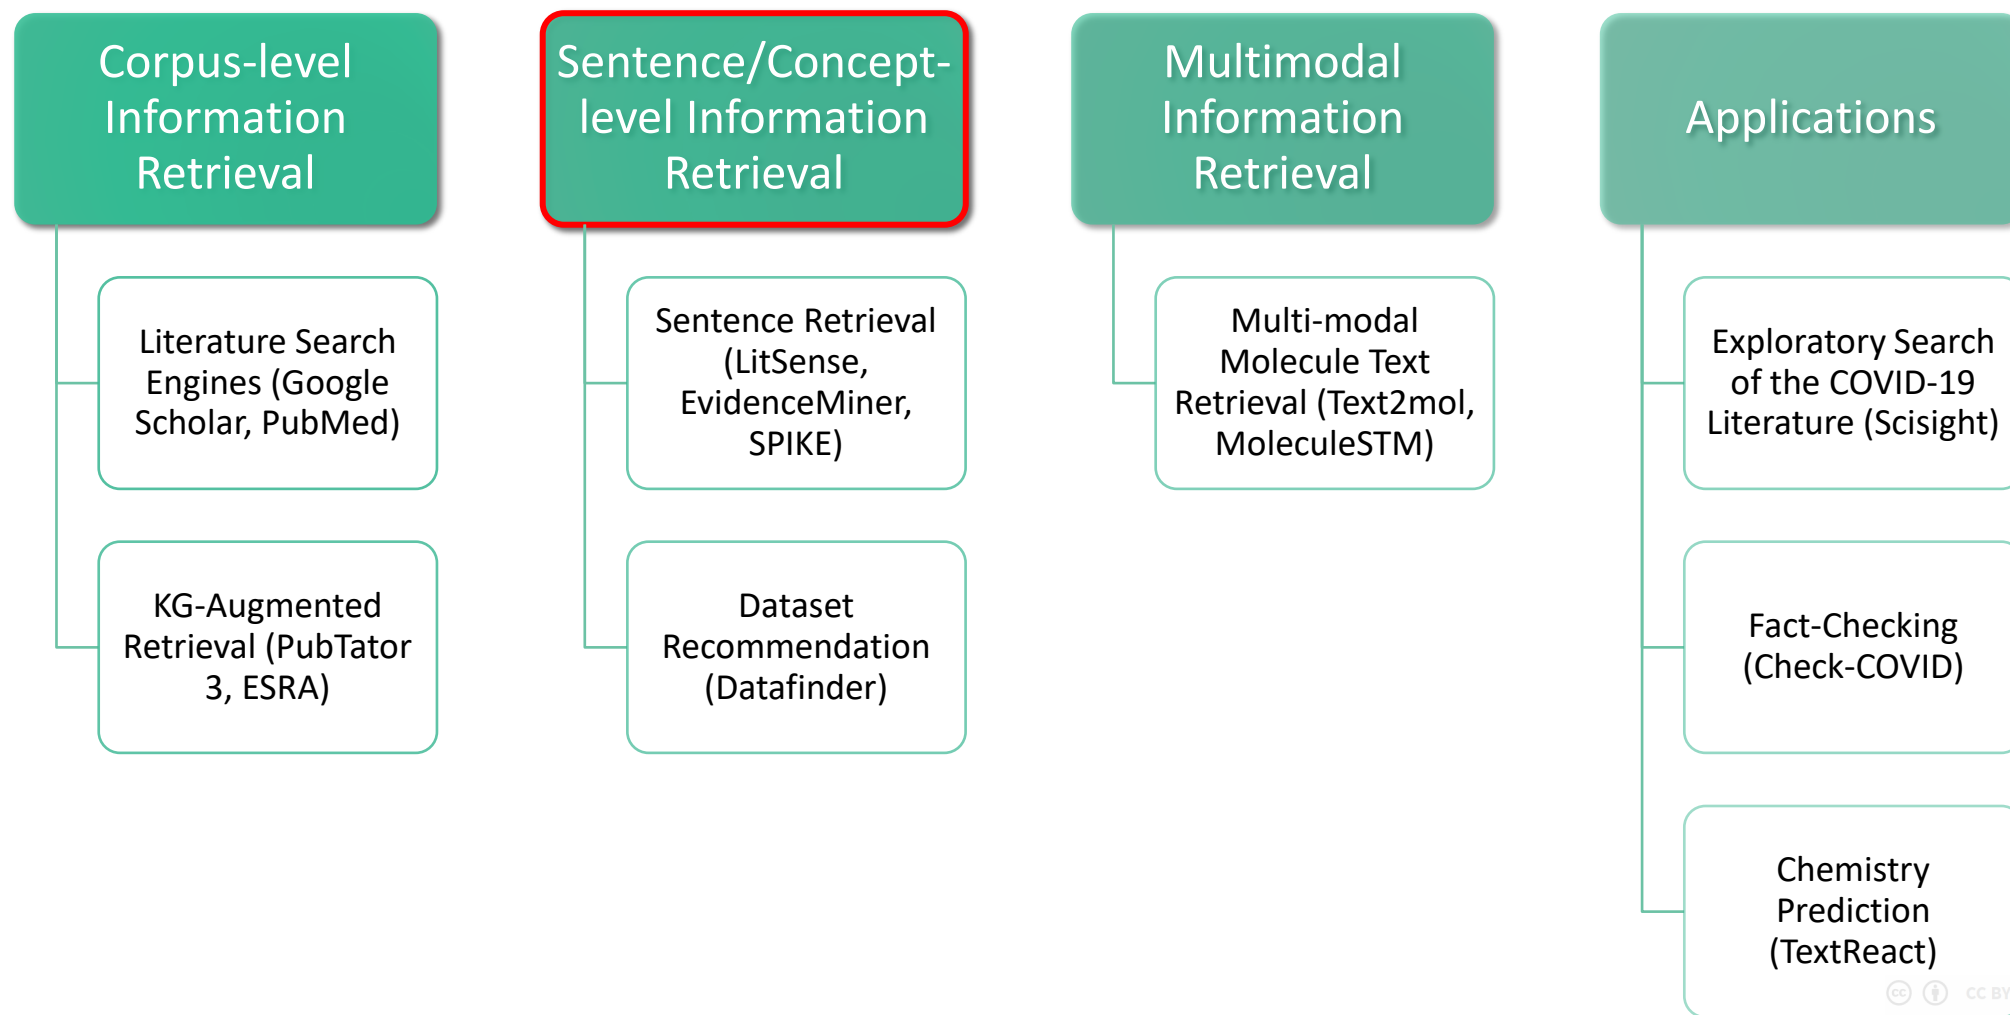 Corpus-level
Information
Retrieval
Literature Search
Engines (Google
Scholar, PubMed)
KG-Augmented
Retrieval (PubTator
3, ESRA)
Sentence/Concept-
level Information
Retrieval
Sentence Retrieval
(LitSense,
EvidenceMiner,
SPIKE)
Dataset
Recommendation
(Datafinder)
Multimodal
Information
Retrieval
Multi-modal
Molecule Text
Retrieval (Text2mol,
MoleculeSTM)
Applications
Exploratory Search
of the COVID-19
Literature (Scisight)
Fact-Checking
(Check-COVID)
Chemistry
Prediction
(TextReact)
CC BY